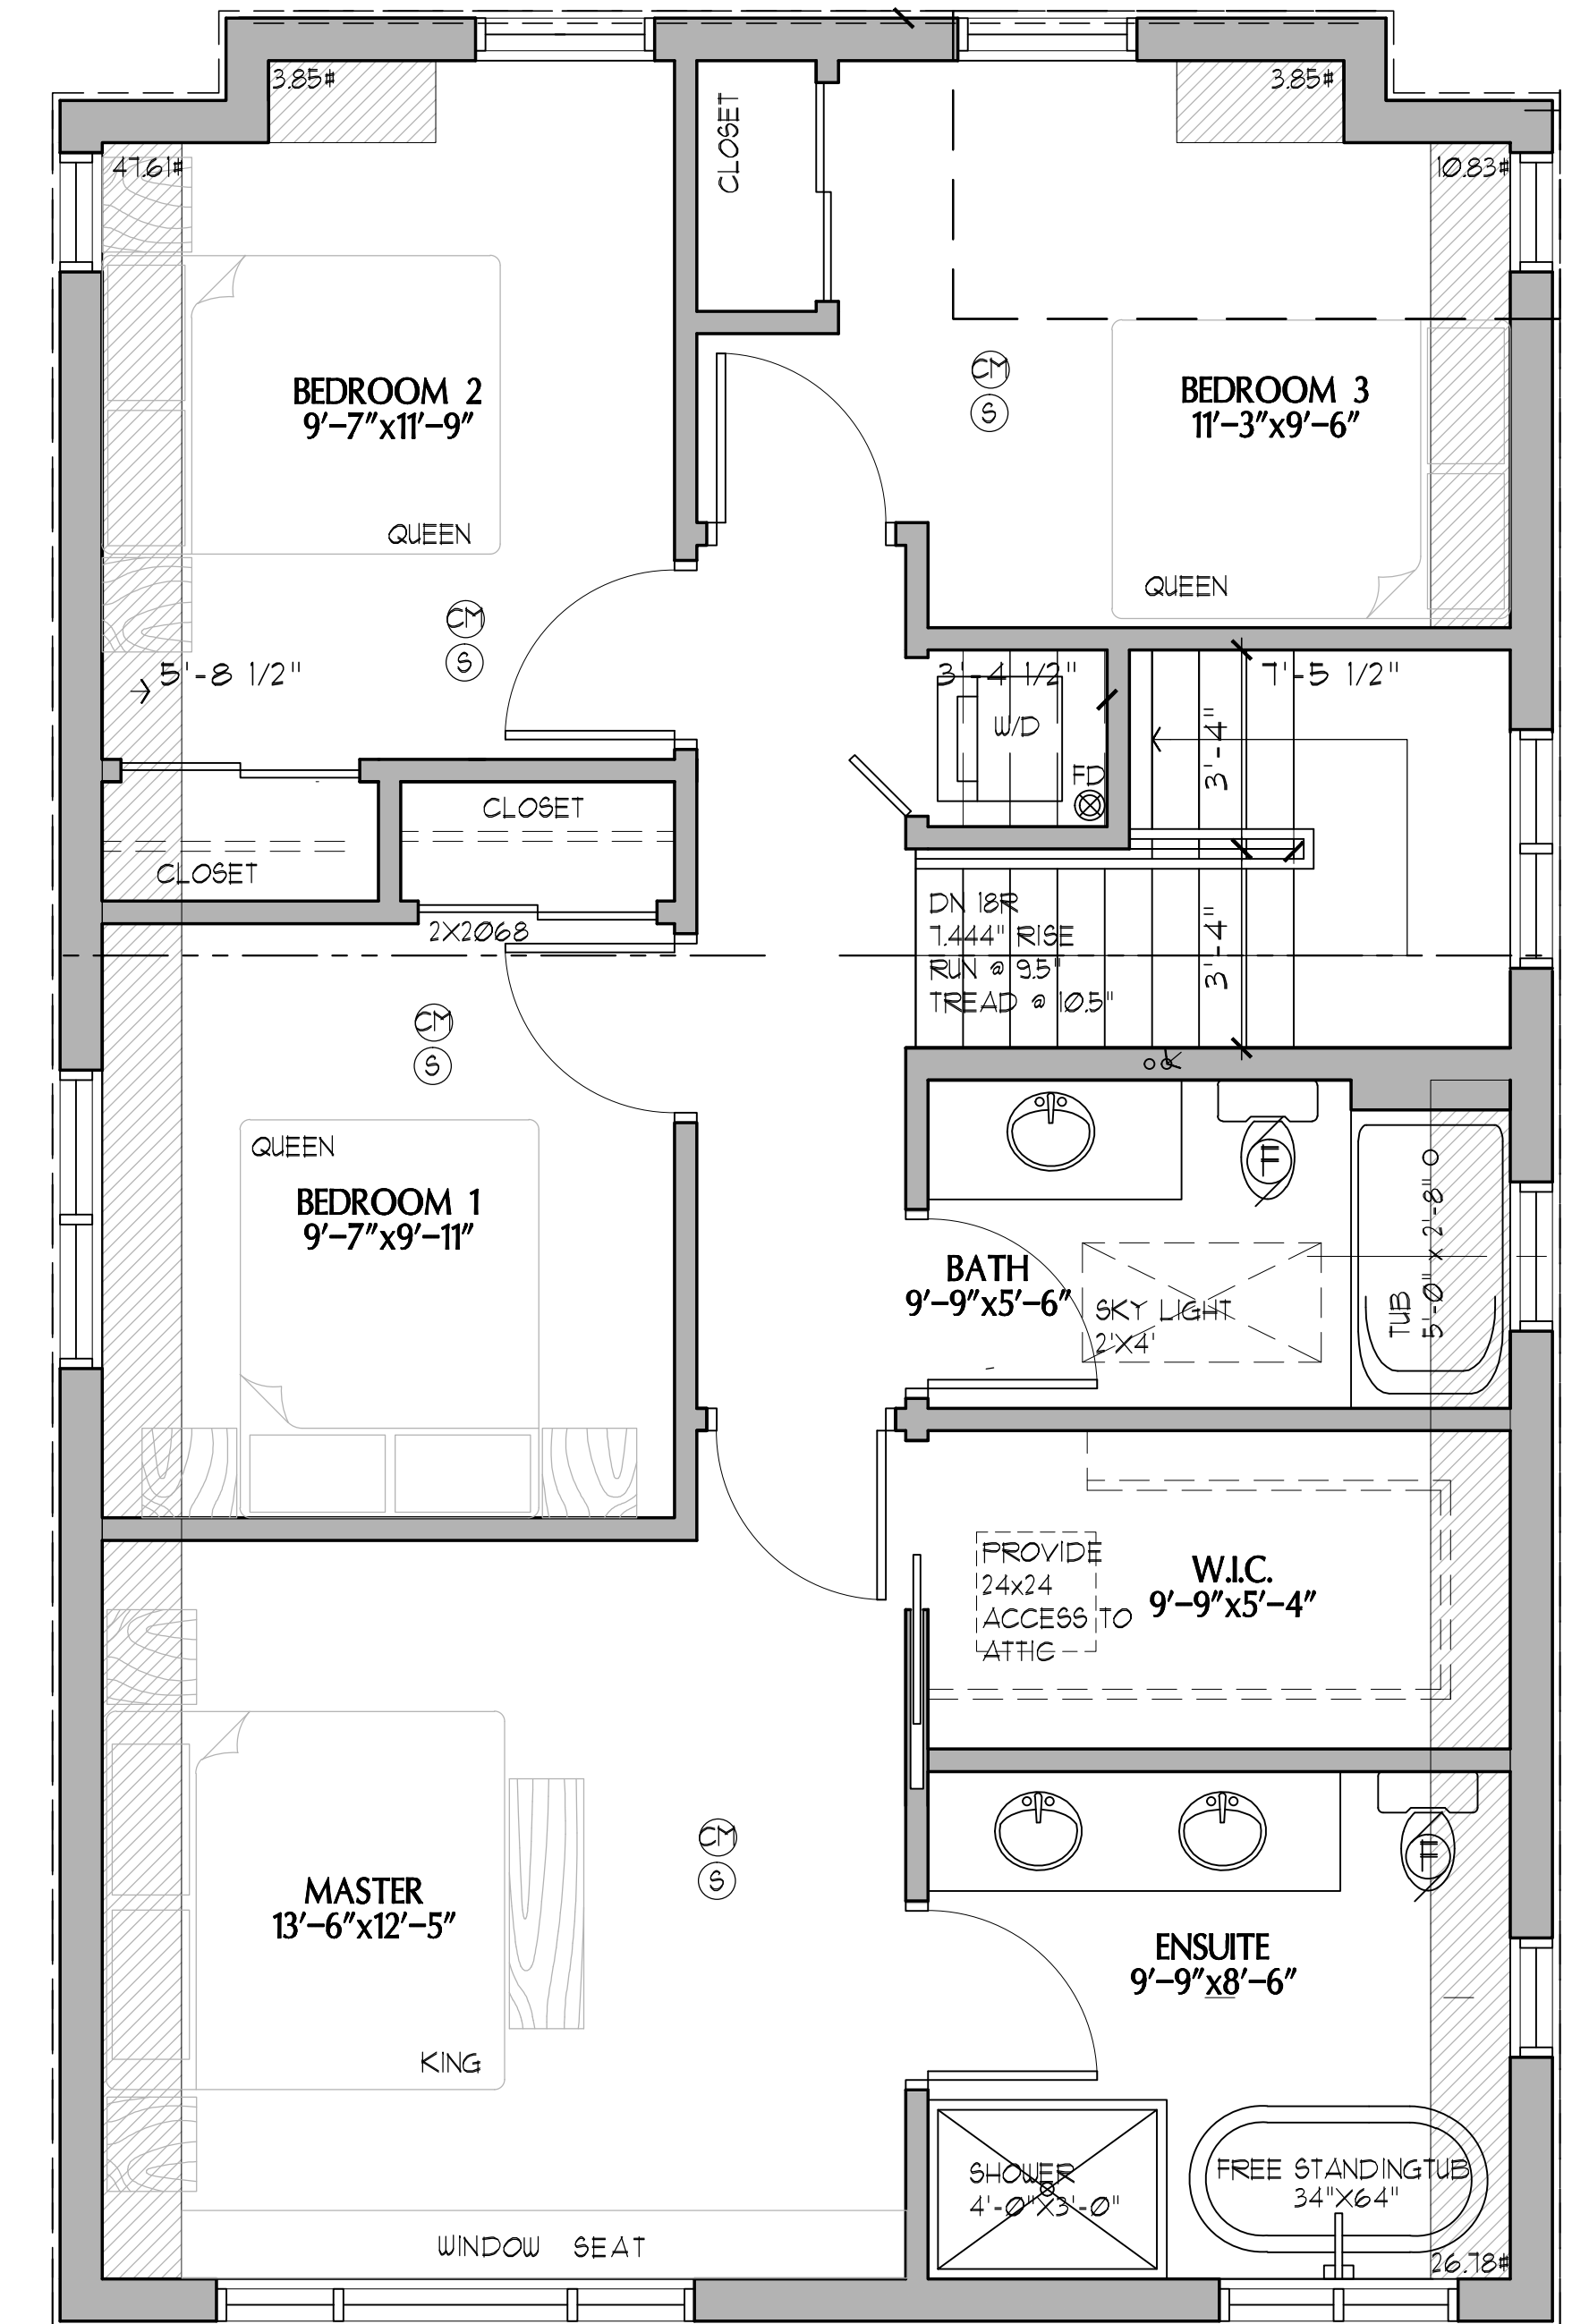 3.85#
3.85#
CLOSET
47.61#
10.83#
CM
S
BEDROOM 2
9'-7"x11'-9"
BEDROOM 3
11'-3"x9'-6"
QUEEN
QUEEN
CM
S
5'-8 1/2"
3'-4 1/2"
7'-5 1/2"
W/D
3'-4"
FD
CLOSET
CLOSET
DN 18R
7.444" RISE
RUN @ 9.5"
TREAD @ 10.5"
3'-4"
2X2068
CM
S
QUEEN
F
BEDROOM 1
9'-7"x9'-11"
BATH
9'-9"x5'-6"
SKY LIGHT
2'X4'
TUB
5'-0" x 2'-8"
PROVIDE
24x24
ACCESS TO
ATTIC
W.I.C.
9'-9"x5'-4"
CM
S
F
MASTER
13'-6"x12'-5"
ENSUITE
9'-9"x8'-6"
KING
SHOWER
4'-0"X3'-0"
FREE STANDINGTUB
34"X64"
WINDOW SEAT
26.78#